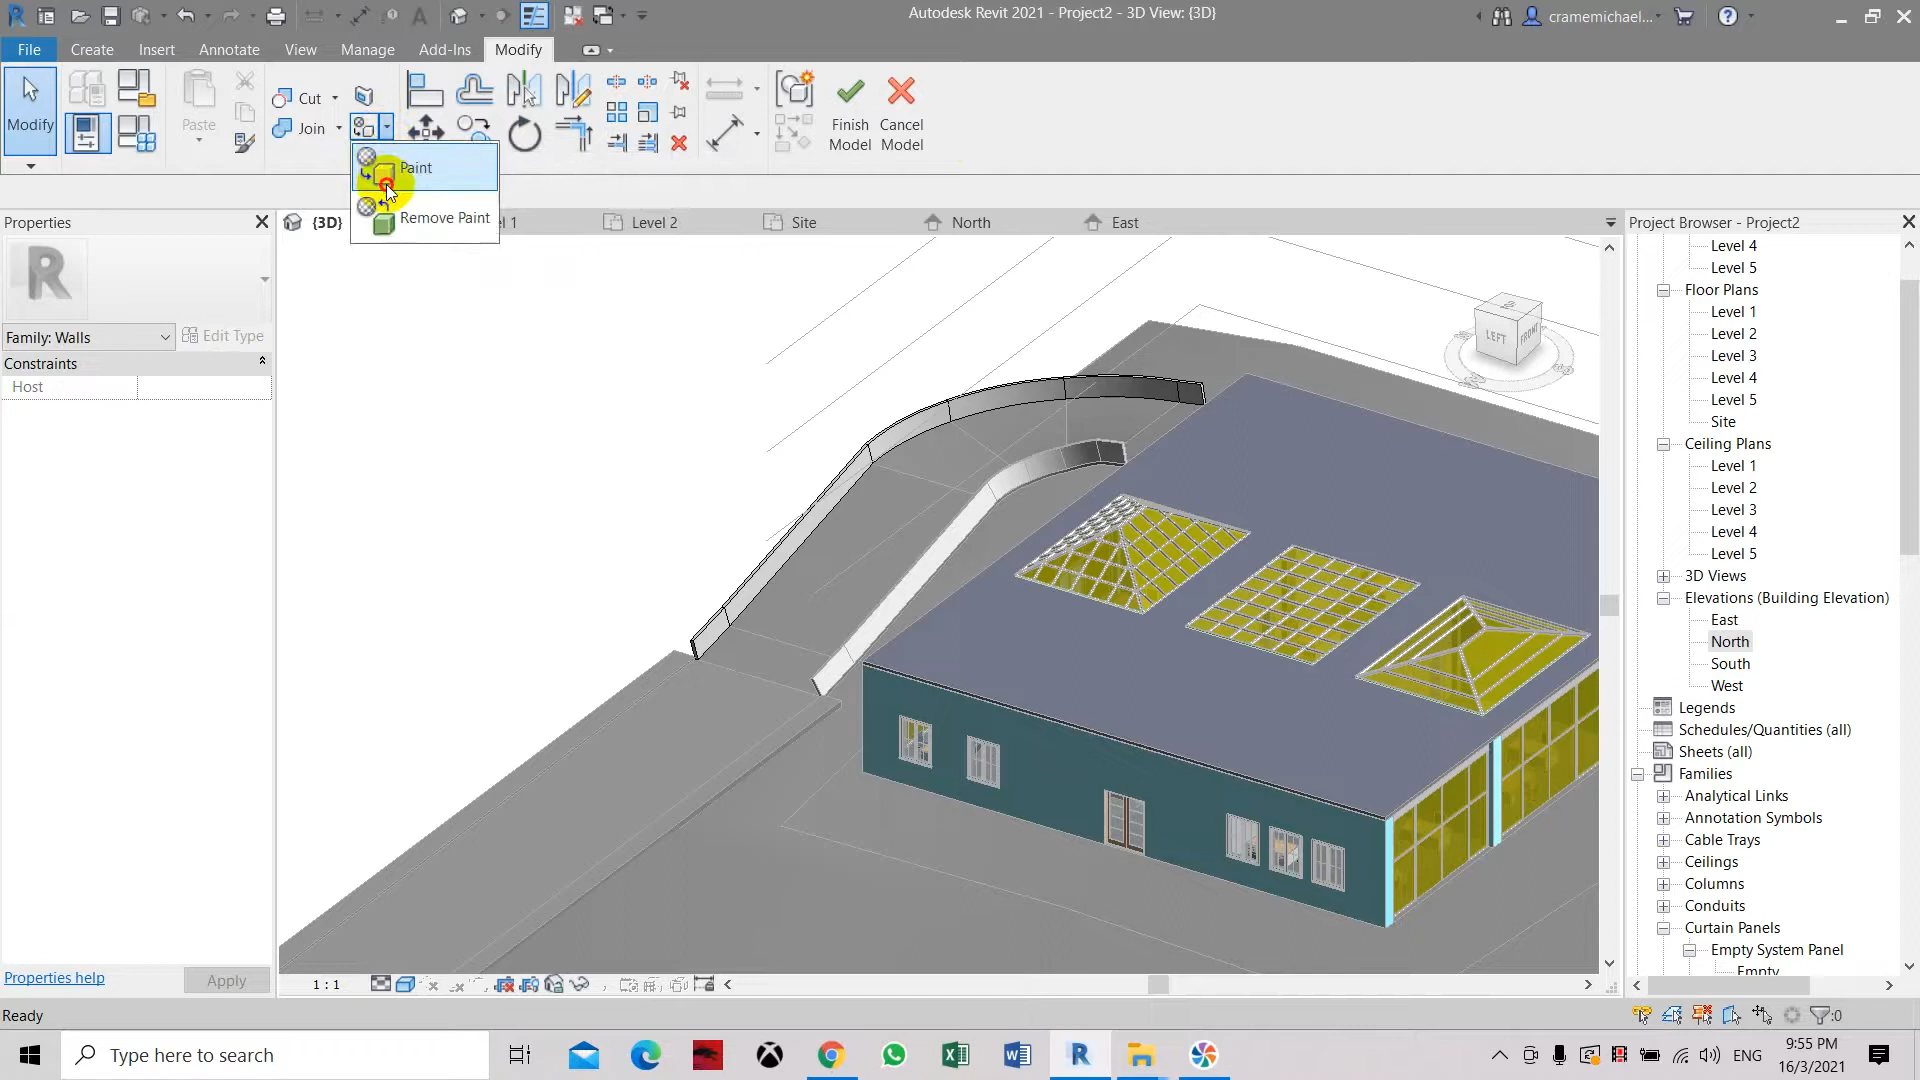 Autodesk Revit 2021 - Project2 - 3D View: {3D}
cramemichael...
File Create Insert Annotate View Manage Add-Ins Modify
Modify
Paste
Cut
Join
Finish Model
Cancel Model
Paint
Remove Paint
Properties
{3D}
Level 2
Site
North
East
Project Browser - Project2
Family: Walls
Edit Type
Constraints
Host
LEFT
FRONT
Level 4
Level 5
Floor Plans
Level 1
Level 2
Level 3
Level 4
Level 5
Site
Ceiling Plans
Level 1
Level 2
Level 3
Level 4
Level 5
3D Views
Elevations (Building Elevation)
East
North
South
West
Legends
Schedules/Quantities (all)
Sheets (all)
Families
Analytical Links
Annotation Symbols
Cable Trays
Ceilings
Columns
Conduits
Curtain Panels
Empty System Panel
Empty
Properties help
Apply
1 : 1
Ready
:0
Type here to search
ENG
9:55 PM
16/3/2021